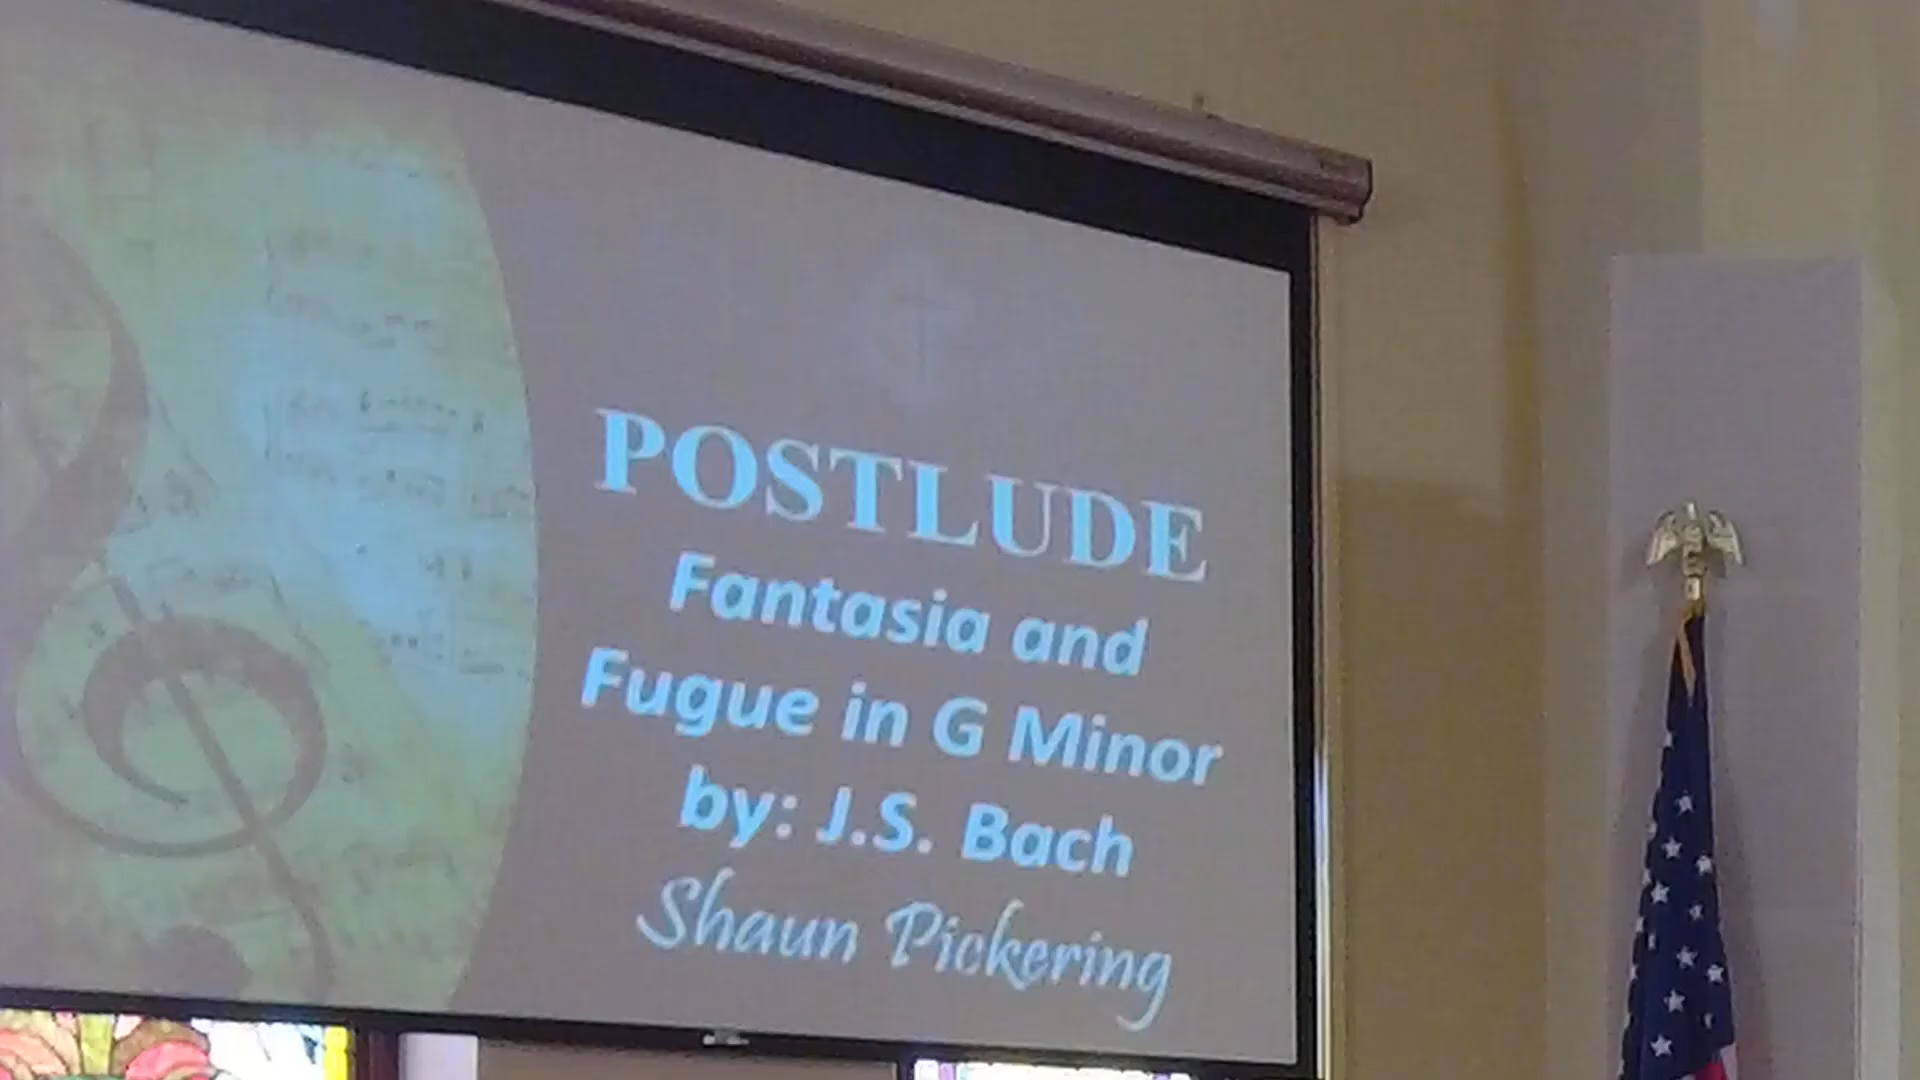 POSTLUDE
Fantasia and
Fugue in G Minor
by: J.S. Bach
Shaun Pickering